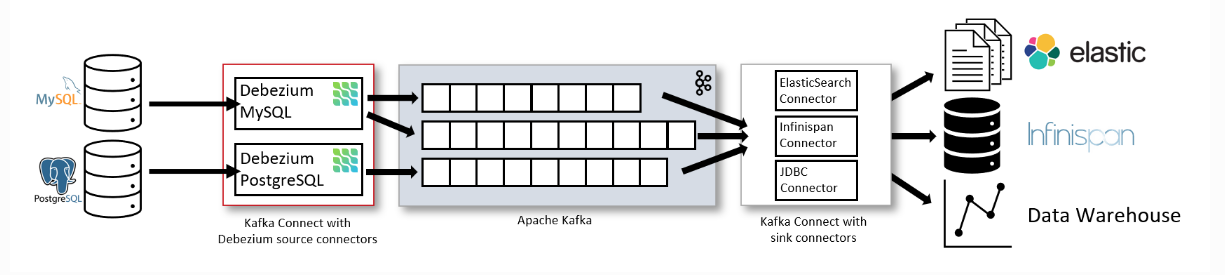 MySQL
PostgreSQL
Debezium
MySQL
Debezium
PostgreSQL
Kafka Connect with
Debezium source connectors
Apache Kafka
ElasticSearch
Connector
Infinispan
Connector
JDBC
Connector
Kafka Connect with
sink connectors
elastic
Infinispan
Data Warehouse